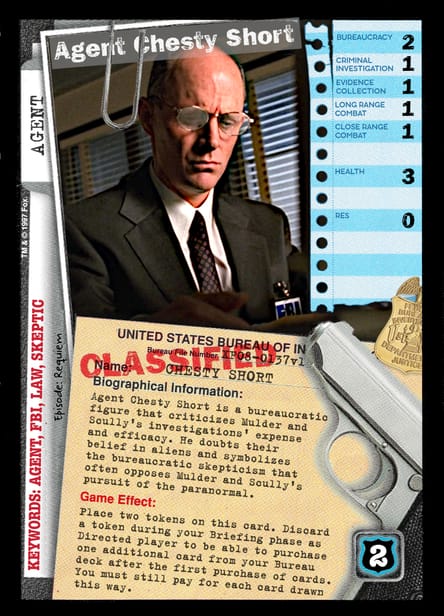 Agent Chesty Short
BUREAUCRACY 2
CRIMINAL
INVESTIGATION 1
EVIDENCE
COLLECTION 1
LONG RANGE
COMBAT 1
CLOSE RANGE
COMBAT 1
HEALTH 3
RES 0
AGENT
TM & © 1997 Fox.
KEYWORDS: AGENT, FBI, LAW, SKEPTIC
Episode: Requiem
FBI
UNITED STATES BUREAU OF IN
Bureau File Number XF08-0137v1
CLASSIFIED
Name: CHESTY SHORT
Biographical Information:
Agent Chesty Short is a bureaucratic
figure that criticizes Mulder and
Scully's investigations' expense
and efficacy. He doubts their
belief in aliens and symbolizes
the bureaucratic skepticism that
often opposes Mulder and Scully's
pursuit of the paranormal.
Game Effect:
Place two tokens on this card. Discard
a token during your Briefing phase as
Directed player to be able to purchase
one additional card from your Bureau
deck after the first purchase of cards.
You must still pay for each card drawn
this way.
2